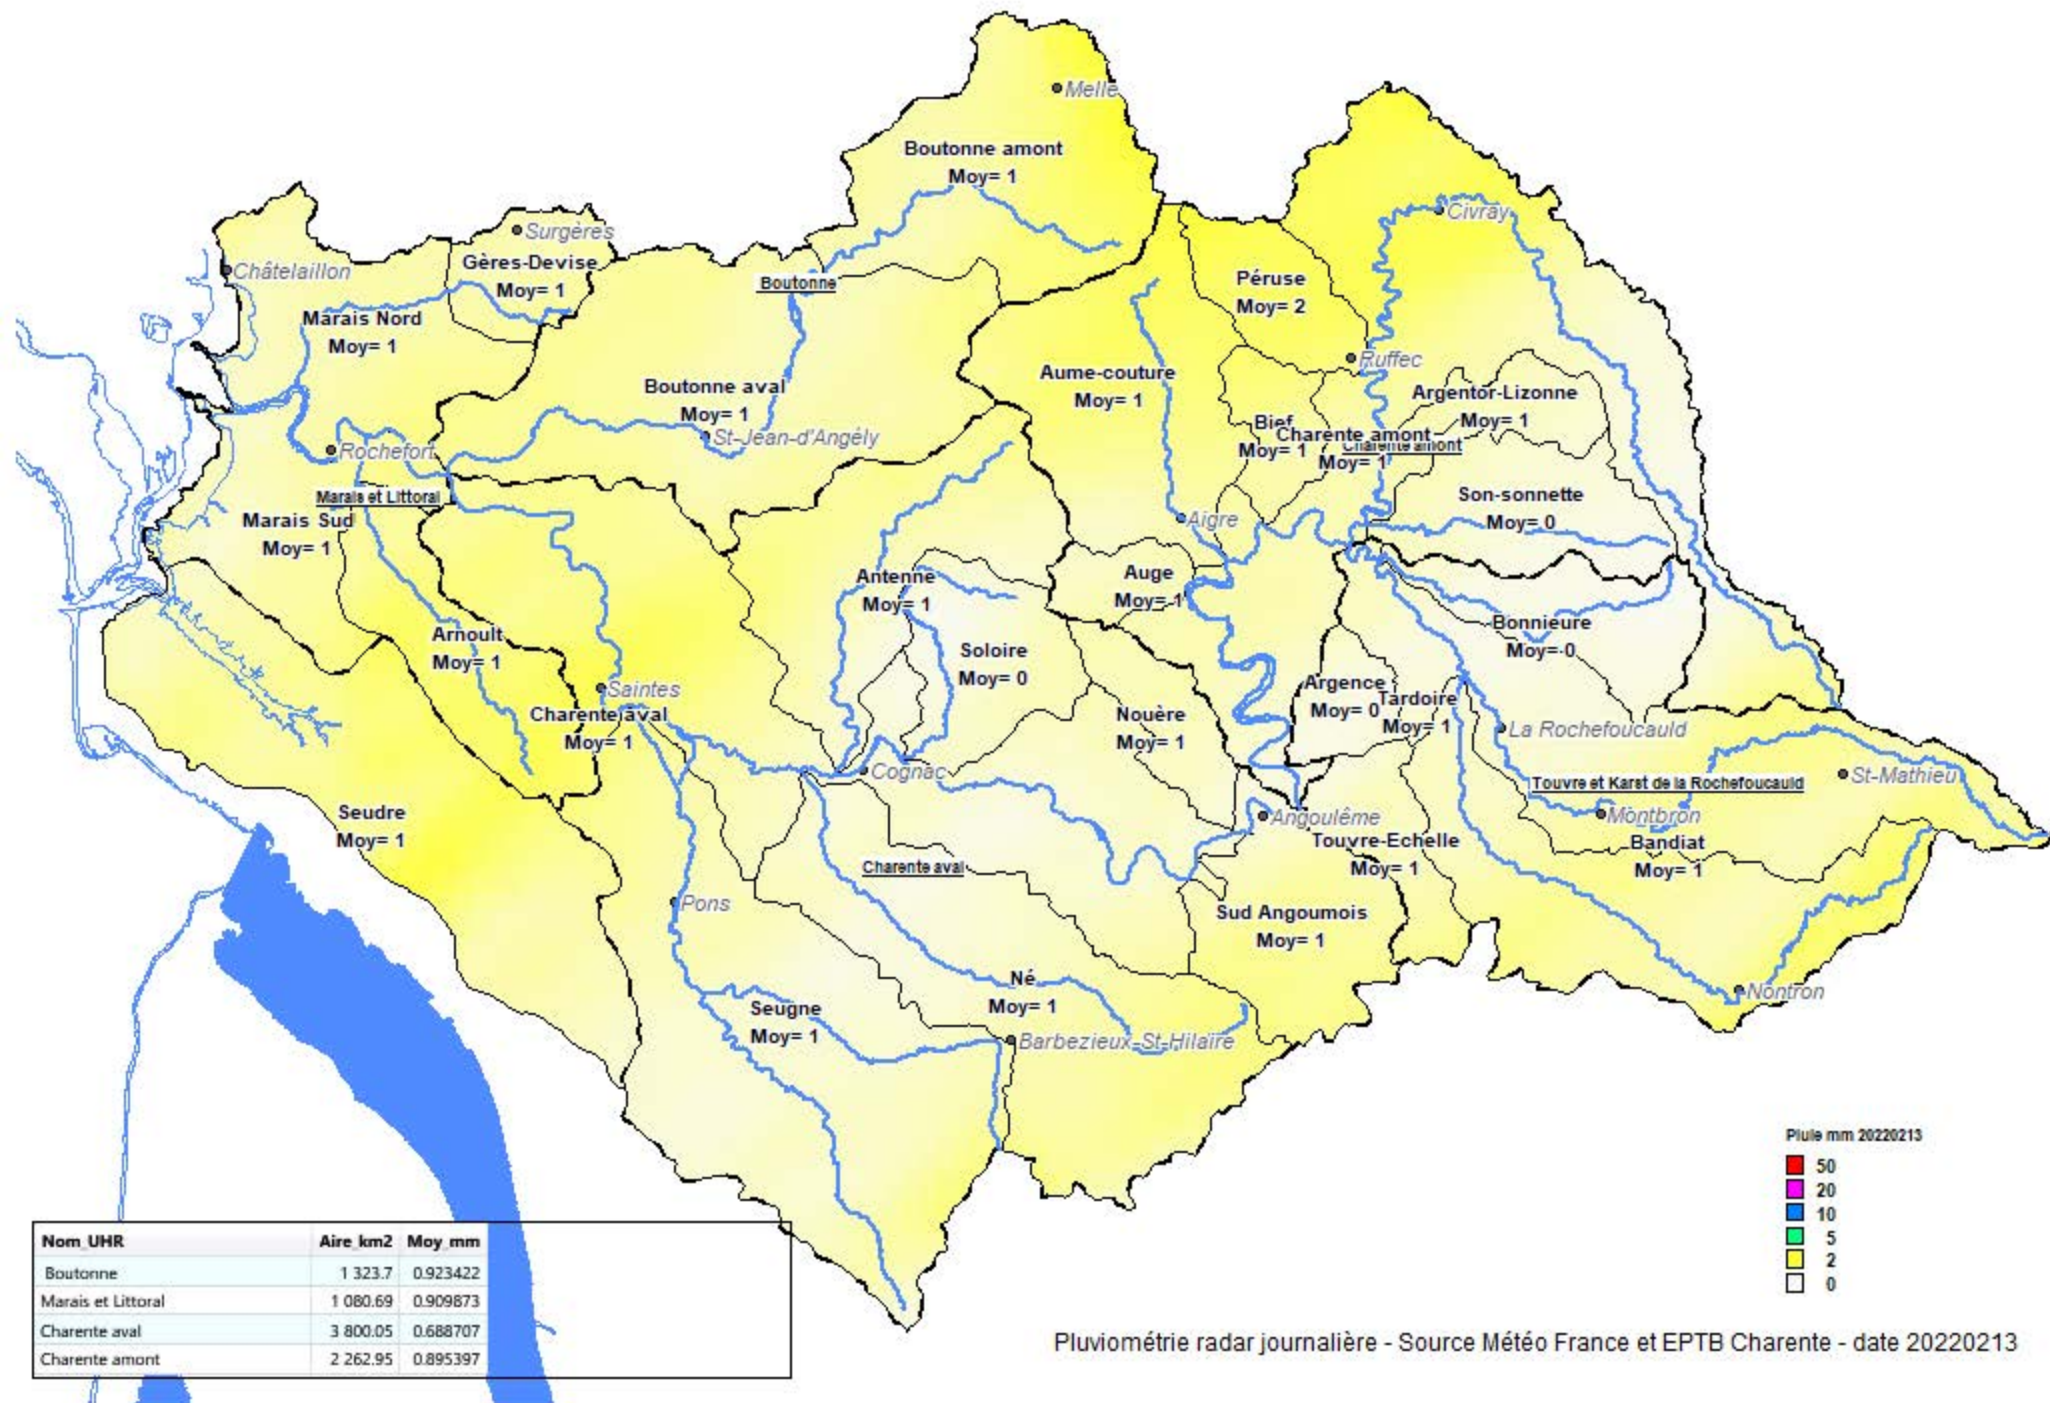 Melle
Boutonne amont
Moy= 1
Civray
Surgères
Châtelaillon
Gères-Devise
Moy= 1
Boutonne
Péruse
Moy= 2
Marais Nord
Moy= 1
Ruffec
Aume-couture
Moy= 1
Boutonne aval
Moy= 1
Argentor-Lizonne
Moy= 1
Bief
Moy= 1
Charente amont
Moy= 1
Charente amont
St-Jean-d'Angély
Rochefort
Marais et Littoral
Son-sonnette
Moy= 0
Marais Sud
Moy= 1
Aigre
Antenne
Moy= 1
Auge
Moy= 1
Arnoult
Moy= 1
Soloire
Moy= 0
Bonnieure
Moy= 0
Saintes
Charente aval
Moy= 1
Nouère
Moy= 1
Argence
Moy= 0
Tardoire
Moy= 1
La Rochefoucauld
Cognac
Touvre et Karst de la Rochefoucauld
St-Mathieu
Seudre
Moy= 1
Angoulême
Montbron
Touvre-Echelle
Moy= 1
Bandiat
Moy= 1
Charente aval
Pons
Sud Angoumois
Moy= 1
Né
Moy= 1
Seugne
Moy= 1
Nontron
Barbezieux-St-Hilaire
Pluie mm 20220213
50
20
10
5
2
0
Nom_UHR Aire_km2 Moy_mm
Boutonne 1 323.7 0.923422
Marais et Littoral 1 080.69 0.909873
Charente aval 3 800.05 0.688707
Charente amont 2 262.95 0.895397
Pluviométrie radar journalière - Source Météo France et EPTB Charente - date 20220213